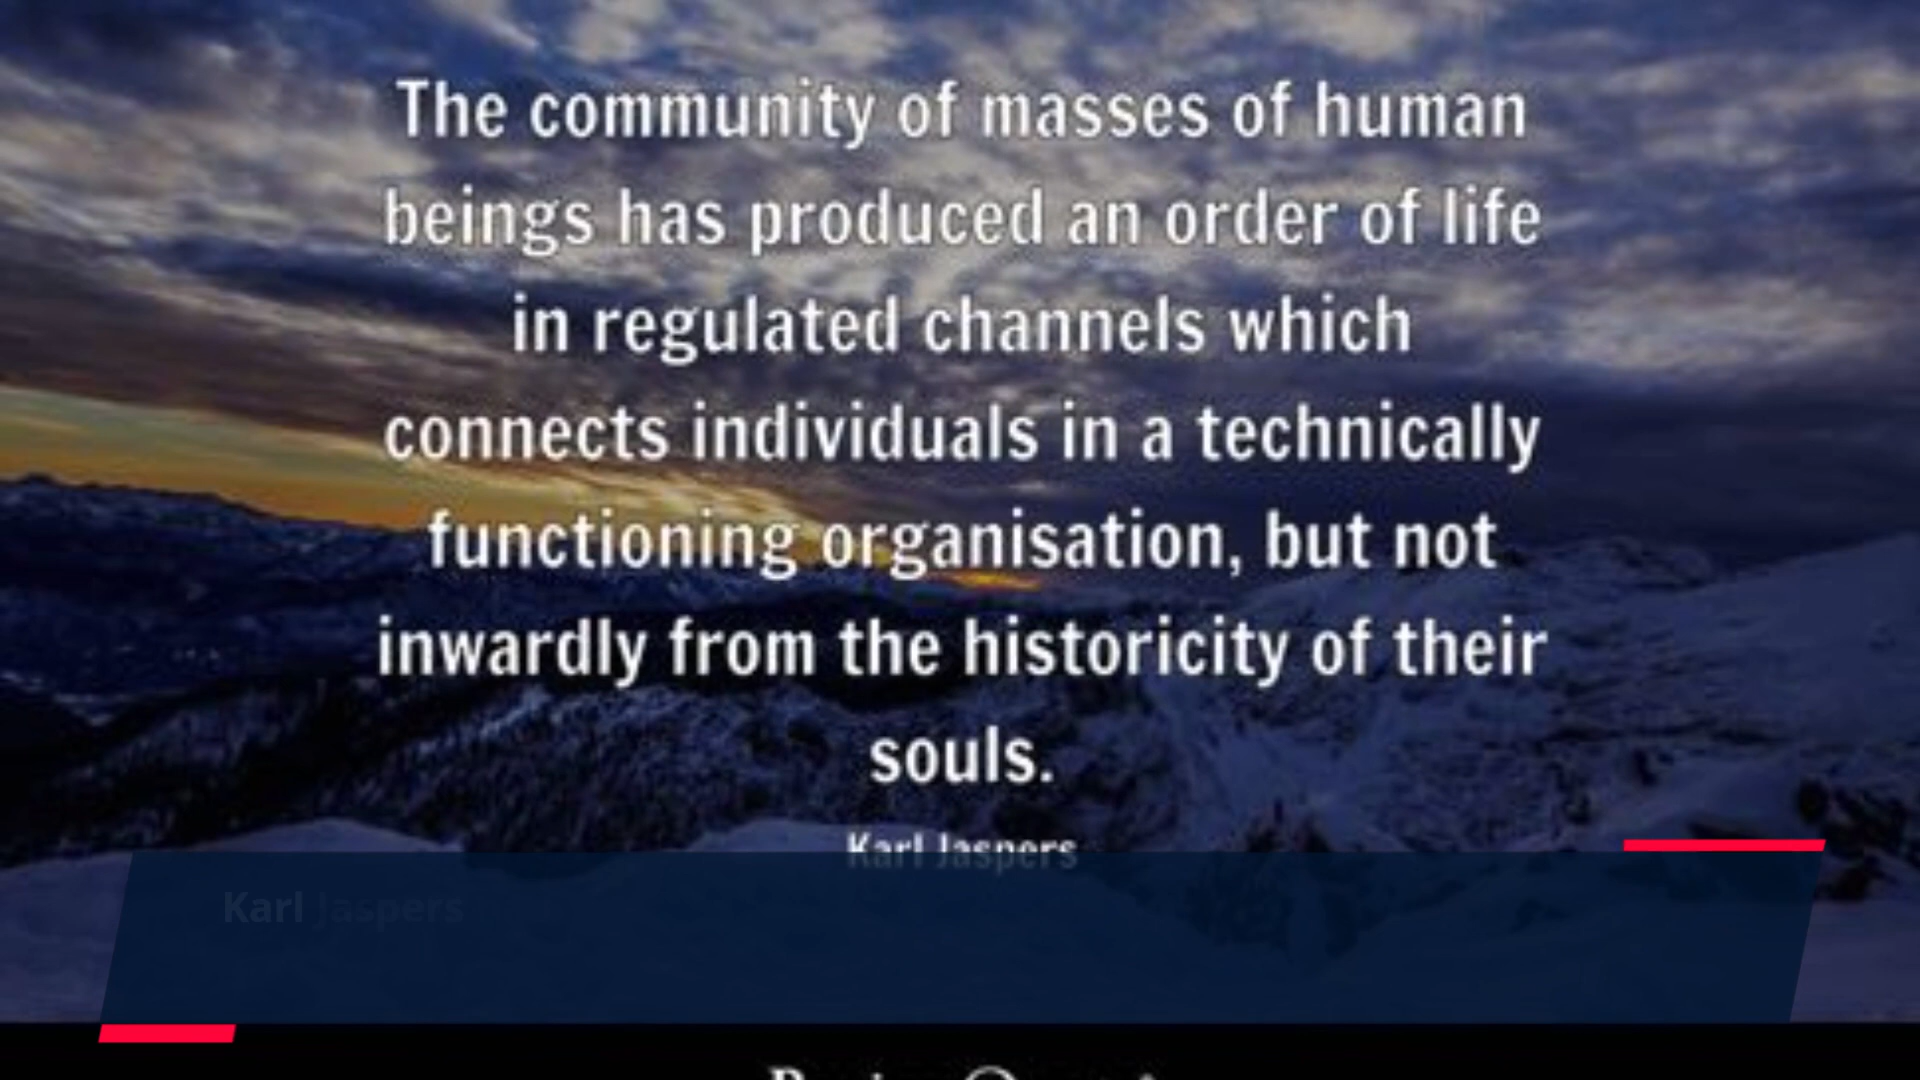 The community of masses of human
beings has produced an order of life
in regulated channels which
connects individuals in a technically
functioning organisation, but not
inwardly from the historicity of their
souls.
Karl Jaspers
Karl Jaspers